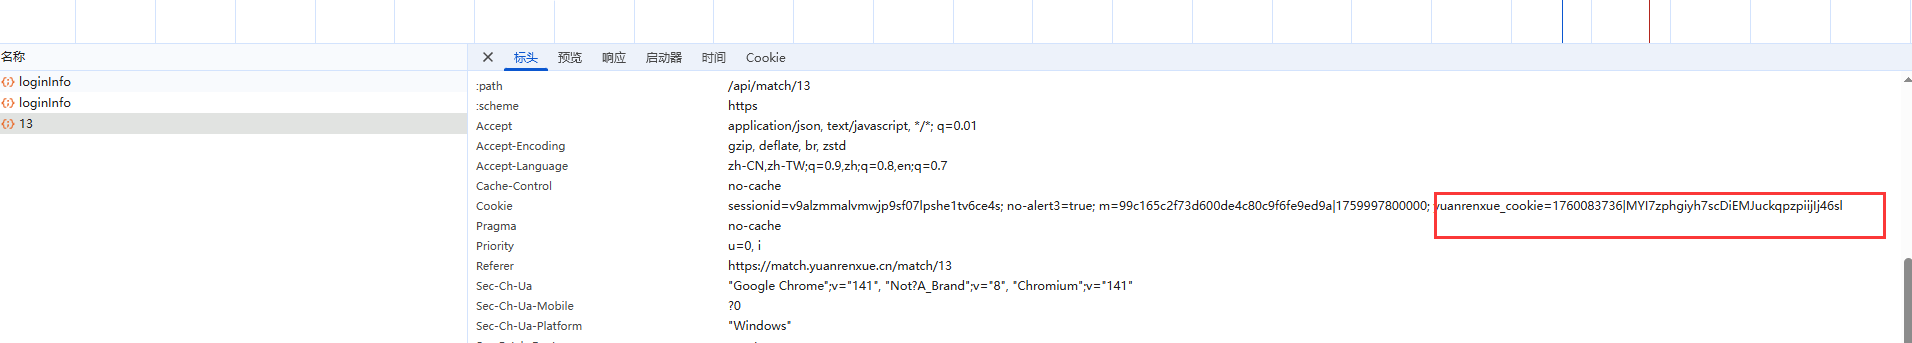 名称
标头 预览 响应 启动器 时间 Cookie
loginInfo
loginInfo
13
:path /api/match/13
:scheme https
Accept application/json, text/javascript, */*; q=0.01
Accept-Encoding gzip, deflate, br, zstd
Accept-Language zh-CN,zh-TW;q=0.9,zh;q=0.8,en;q=0.7
Cache-Control no-cache
Cookie sessionid=v9alzmmalvmwjp9sf07lpshe1tv6ce4s; no-alert3=true; m=99c165c2f73d600de4c80c9f6fe9ed9a|1759997800000; yuanrenxue_cookie=1760083736|MYI7zphgiyh7scDiEMJuckqpzpiijIj46sl
Pragma no-cache
Priority u=0, i
Referer https://match.yuanrenxue.cn/match/13
Sec-Ch-Ua "Google Chrome";v="141", "Not?A_Brand";v="8", "Chromium";v="141"
Sec-Ch-Ua-Mobile ?0
Sec-Ch-Ua-Platform "Windows"